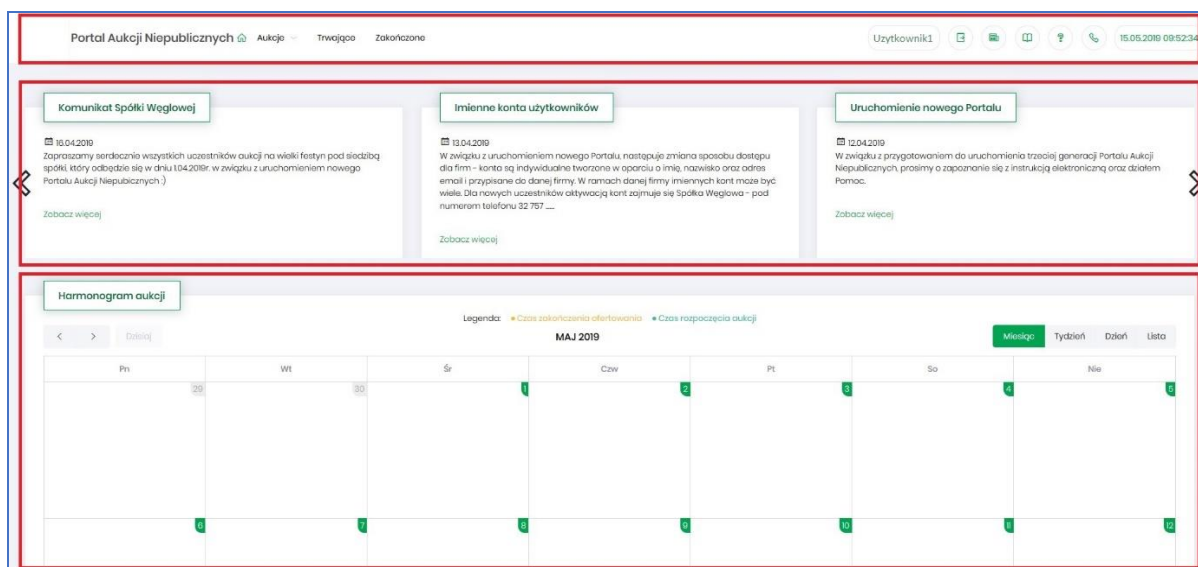 Portal Aukcji Niepublicznych Aukcje Trwające Zakończone Uzytkownik1 15.05.2019 09:52:34
Komunikat Spółki Węglowej
16.04.2019
Zapraszamy serdecznie wszystkich uczestników aukcji na wielki festyn pod siedzibą
spółki, który odbędzie się w dniu 1.04.2019r. w związku z uruchomieniem nowego
Portalu Aukcji Niepubicznych :)
Zobacz więcej
Imienne konta użytkowników
13.04.2019
W związku z uruchomieniem nowego Portalu, następuje zmiana sposobu dostępu
dla firm - konta są indywidualne tworzone w oparciu o imię, nazwisko oraz adres
email i przypisane do danej firmy. W ramach danej firmy imiennych kont może być
wiele. Dla nowych uczestników aktywacją kont zajmuje się Spółka Węglowa - pod
numerem telefonu 32 757 .....
Zobacz więcej
Uruchomienie nowego Portalu
12.04.2019
W związku z przygotowaniem do uruchomienia trzeciej generacji Portalu Aukcji
Niepublicznych, prosimy o zapoznanie się z instrukcją elektroniczną oraz działem
Pomoc.
Zobacz więcej
Harmonogram aukcji
Legenda: Czas zakończenia ofertowania Czas rozpoczęcia aukcji
< > Dzisiaj MAJ 2019 Miesiąc Tydzień Dzień Lista
Pn Wt Śr Czw Pt So Nie
29 30 1 2 3 4 5
6 7 8 9 10 11 12